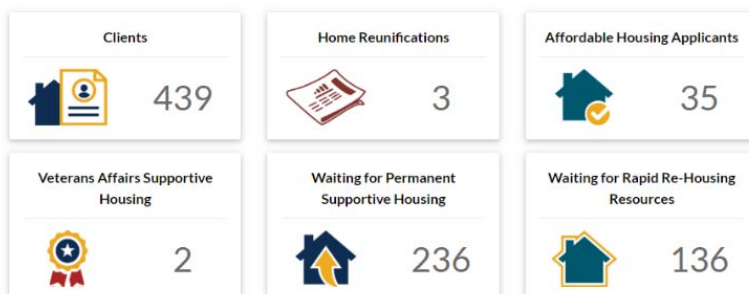 Clients
439
Home Reunifications
3
Affordable Housing Applicants
35
Veterans Affairs Supportive
Housing
2
Waiting for Permanent
Supportive Housing
236
Waiting for Rapid Re-Housing
Resources
136